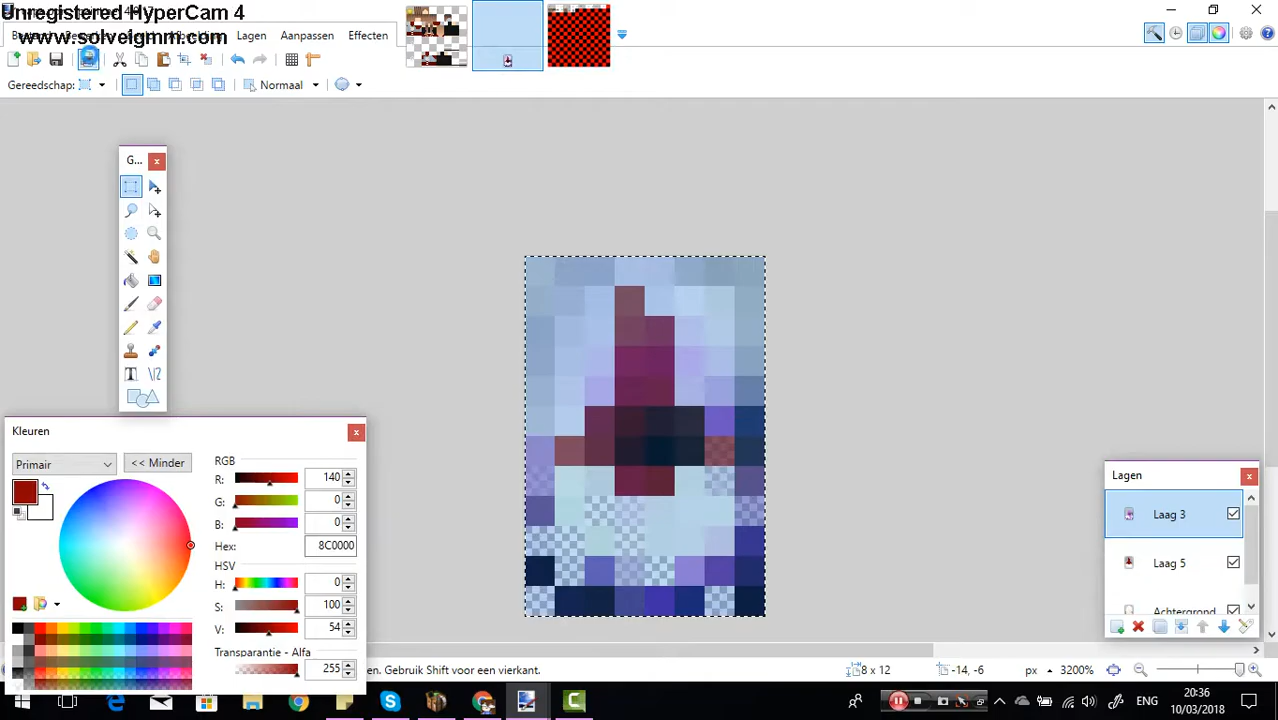 Unregistered HyperCam 4
www.solveigmm.com
Lagen Aanpassen Effecten
Gereedschap: Normaal
G...
Kleuren
Primair << Minder
RGB
R: 140
G: 0
B: 0
Hex: 8C0000
HSV
H: 0
S: 100
V: 54
Transparantie - Alfa
255
Lagen
Laag 3
Laag 5
Achtergrond
en. Gebruik Shift voor een vierkant. 8 x 12 -14, -6 px 3200%
ENG 20:36
10/03/2018